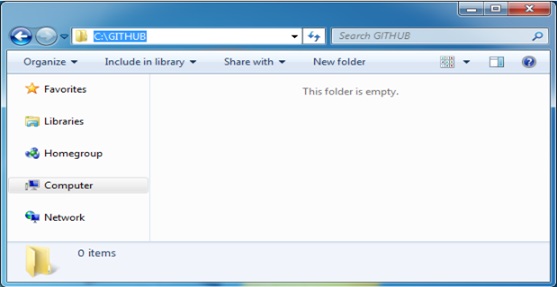 C:\GITHUB
Search GITHUB
Organize Include in library Share with New folder
Favorites
This folder is empty.
Libraries
Homegroup
Computer
Network
0 items